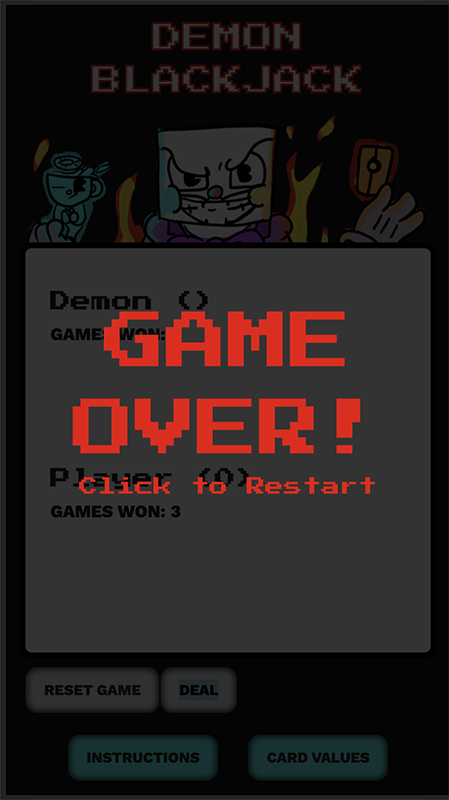 DEMON
BLACKJACK
Demon ()
GAMES WON:
GAME
OVER!
Player (0)
Click to Restart
GAMES WON: 3
RESET GAME
DEAL
INSTRUCTIONS
CARD VALUES